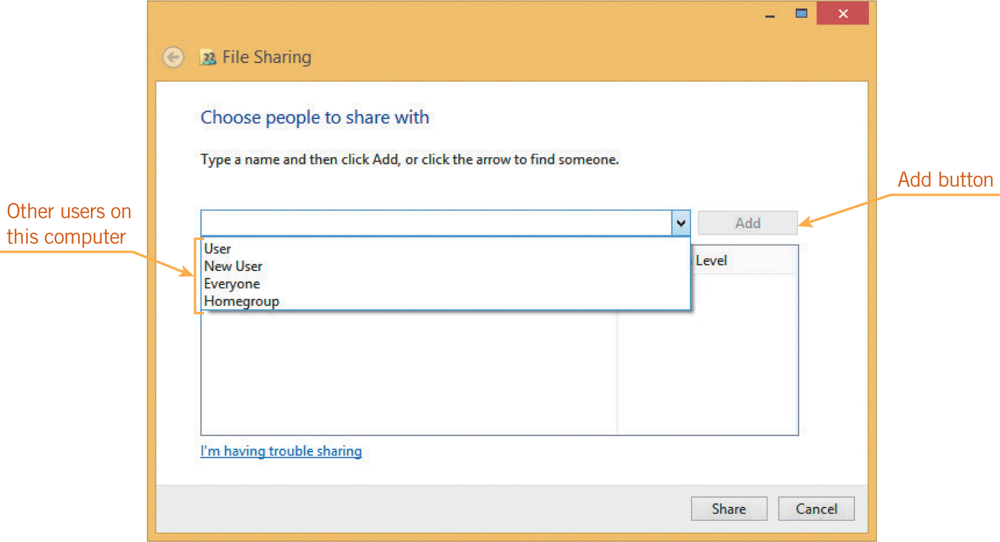 File Sharing
Choose people to share with
Type a name and then click Add, or click the arrow to find someone.
Add button
Other users on
this computer
Add
User
New User
Everyone
Homegroup
Level
I'm having trouble sharing
Share
Cancel